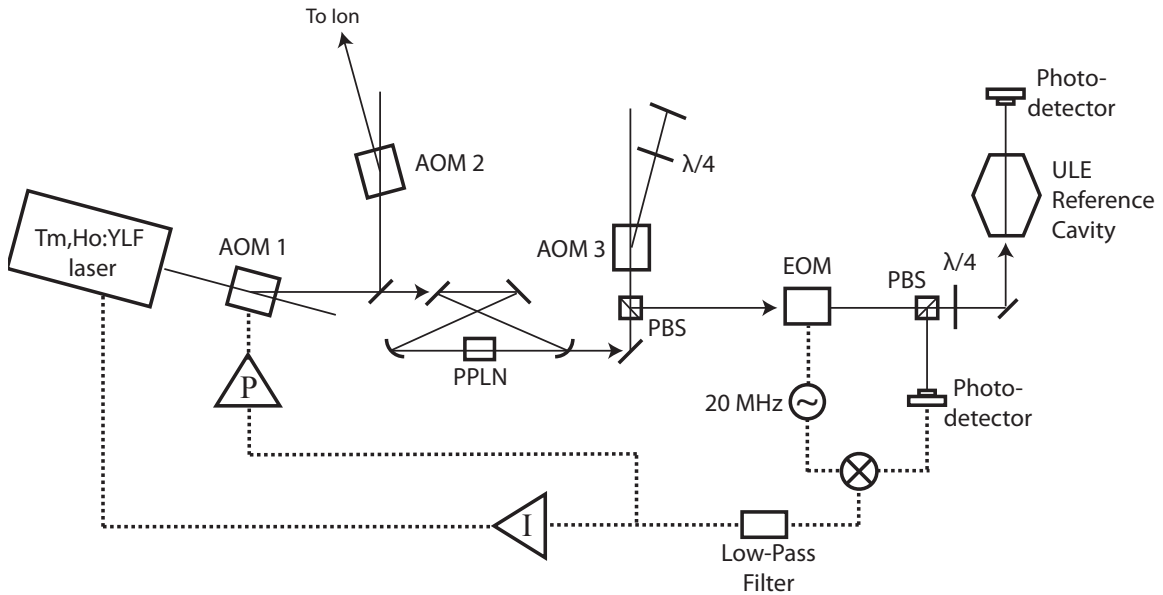 To Ion
AOM 2
Photo-
detector
λ/4
ULE
Reference
Cavity
Tm,Ho:YLF
laser
AOM 1
AOM 3
EOM
PBS
λ/4
PBS
PPLN
P
20 MHz
Photo-
detector
I
Low-Pass
Filter